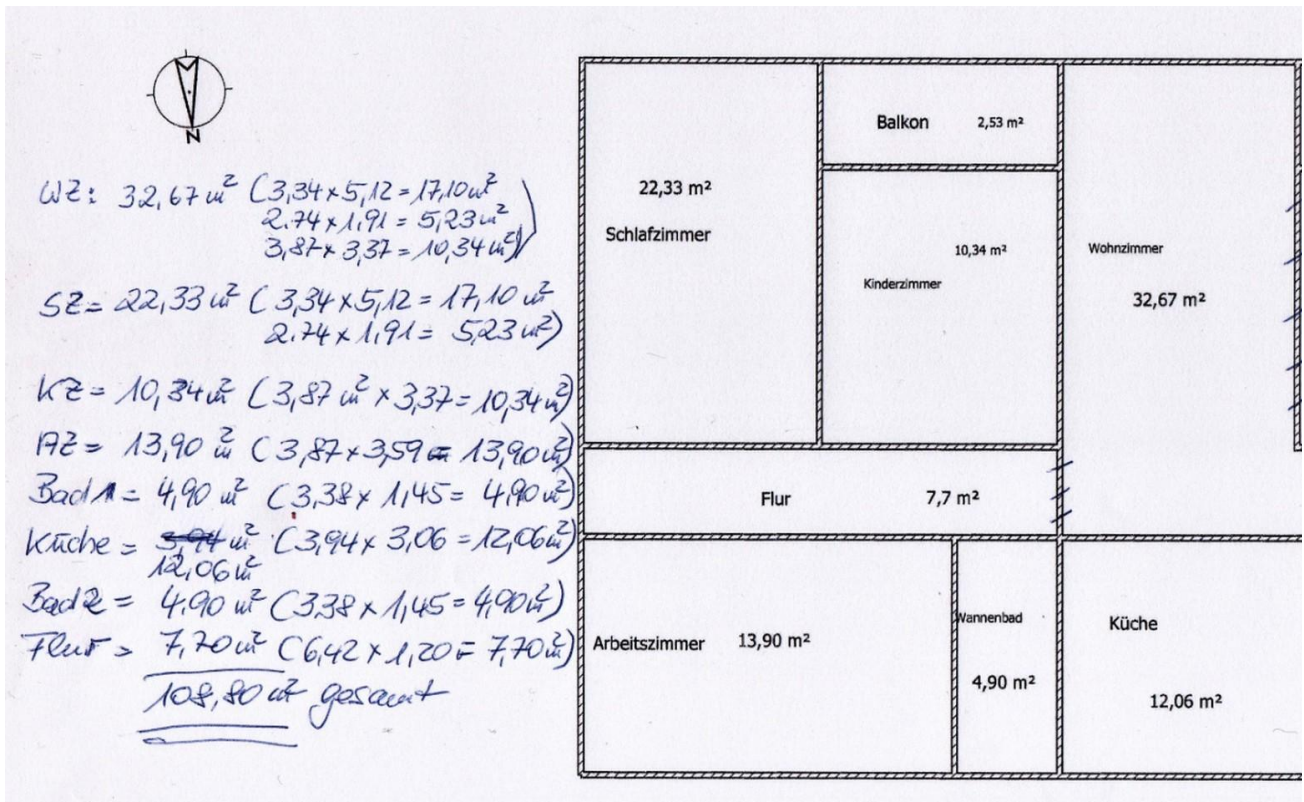 N
WZ: 32,67 m² (3,34 x 5,12 = 17,10 m²
2.74 x 1,91 = 5,23 m²
3,87 x 3,37 = 10,34 m²)
SZ = 22,33 m² (3,34 x 5,12 = 17,10 m²
2.74 x 1,91 = 5,23 m²)
KZ = 10,34 m² (3,87 m² x 3,37 = 10,34 m²)
AZ = 13,90 m² (3,87 x 3,59 = 13,90 m²)
Bad 1 = 4,90 m² (3,38 x 1,45 = 4,90 m²)
Küche = 3,94 m² (3,94 x 3,06 = 12,06 m²)
12,06 m²
Bad 2 = 4.90 m² (3.38 x 1,45 = 4,90 m²)
Flur = 7,70 m² (6,42 x 1,20 = 7,70 m²)
108,80 m² gesamt
Balkon 2,53 m²
22,33 m²
Schlafzimmer
10,34 m²
Kinderzimmer
Wohnzimmer
32,67 m²
Flur 7,7 m²
Arbeitszimmer 13,90 m²
Wannenbad
4,90 m²
Küche
12,06 m²